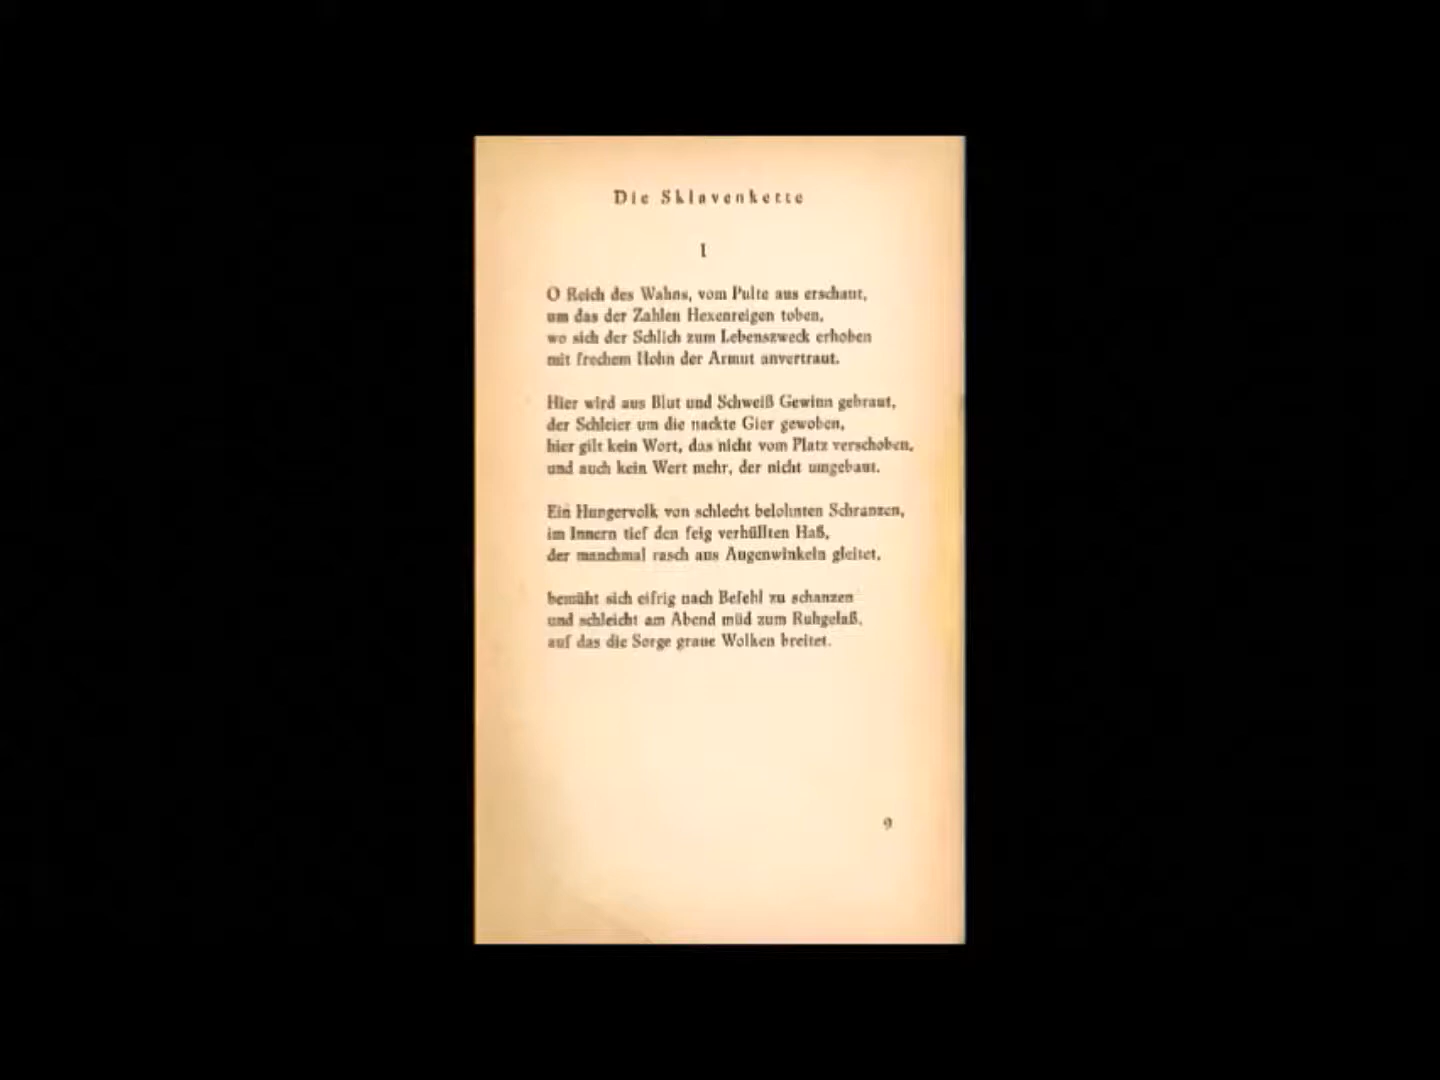 Die Sklavenkette
I
O Reich des Wahns, vom Pulte aus erschaut,
um das der Zahlen Hexenreigen toben,
wo sich der Schlich zum Lebenszweck erhoben
mit frechem Hohn der Armut anvertraut.
Hier wird aus Blut und Schweiß Gewinn gebraut,
der Schleier um die nackte Gier gewoben,
hier gilt kein Wort, das nicht vom Platz verschoben,
und auch kein Wert mehr, der nicht umgebaut.
Ein Hungervolk von schlecht belohnten Schranzen,
im Innern tief den feig verhüllten Haß,
der manchmal rasch aus Augenwinkeln gleitet,
bemüht sich eifrig nach Befehl zu schanzen
und schleicht am Abend müd zum Ruhgelaß,
auf das die Sorge graue Wolken breitet.
9